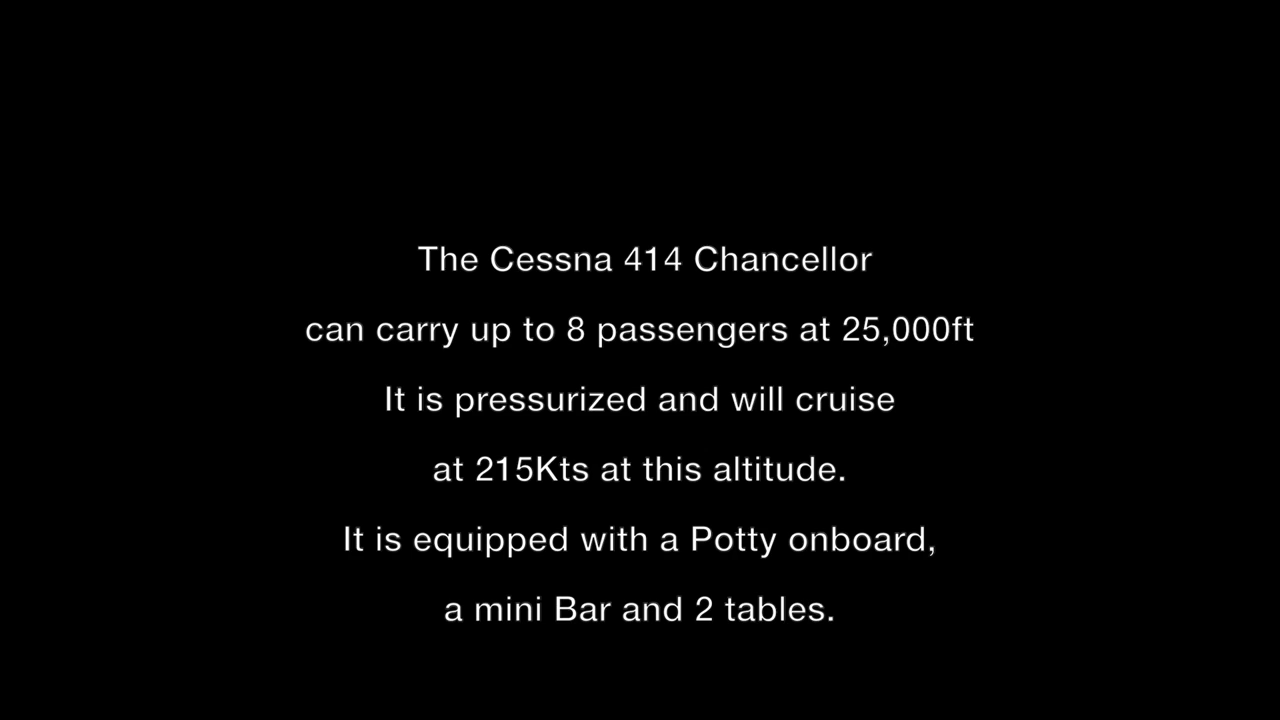 The Cessna 414 Chancellor
can carry up to 8 passengers at 25,000ft
It is pressurized and will cruise
at 215Kts at this altitude.
It is equipped with a Potty onboard,
a mini Bar and 2 tables.